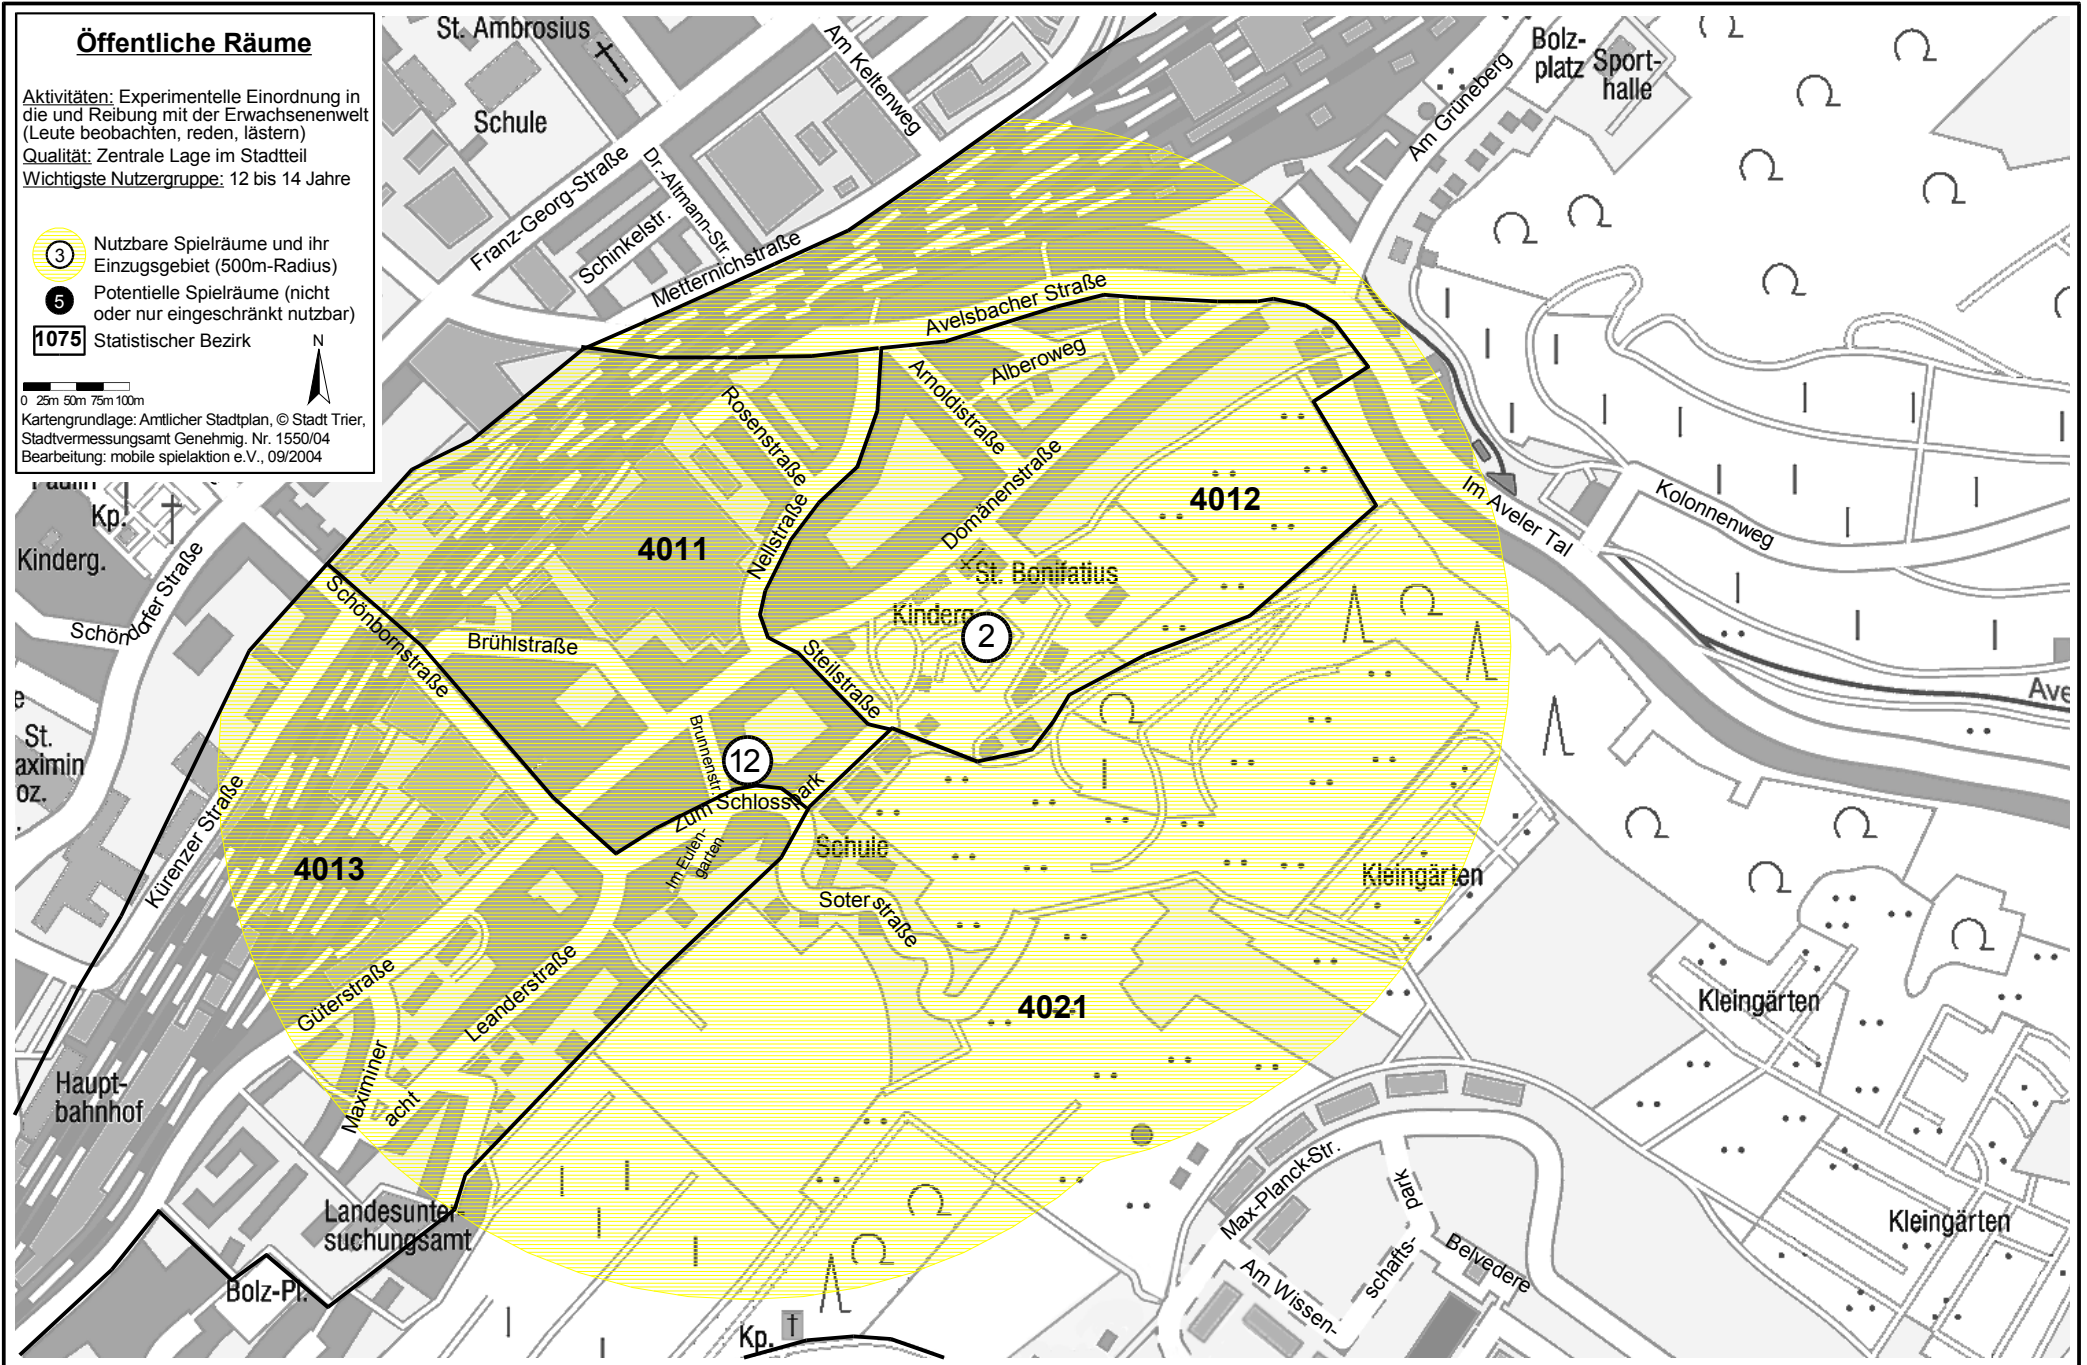 Öffentliche Räume
Aktivitäten: Experimentelle Einordnung in
die und Reibung mit der Erwachsenenwelt
(Leute beobachten, reden, lästern)
Qualität: Zentrale Lage im Stadtteil
Wichtigste Nutzergruppe: 12 bis 14 Jahre
3 Nutzbare Spielräume und ihr
Einzugsgebiet (500m-Radius)
5 Potentielle Spielräume (nicht
oder nur eingeschränkt nutzbar)
1075 Statistischer Bezirk
N
0 25m 50m 75m 100m
Kartengrundlage: Amtlicher Stadtplan, © Stadt Trier,
Stadtvermessungsamt Genehmig. Nr. 1550/04
Bearbeitung: mobile spielaktion e.V., 09/2004
St. Ambrosius
Schule
Am Keltenweg
Franz-Georg-Straße
Dr.-Altmann-Str.
Schinkelstr.
Metternichstraße
Bolz-
platz
Sport-
halle
Am Grüneberg
Avelsbacher Straße
Alberoweg
Arnoldistraße
Rosenstraße
Nellstraße
Domänenstraße
4012
4011
Im Aveler Tal
Kolonnenweg
Kp.
Kinderg.
Schöndorfer Straße
St. Bonifatius
Kinderg.
2
Schönbornstraße
Brühlstraße
Steilstraße
Ave
St.
aximin
oz.
Brunnenstr.
12
Zum Schlosspark
Im Eulen-
garten
Schule
Kürenzer Straße
4013
Soterstraße
Kleingärten
Güterstraße
Leanderstraße
4021
Kleingärten
Maximiner
acht
Haupt-
bahnhof
Landesunter-
suchungsamt
Bolz-Pl.
Max-Planck-Str.
Am Wissen-
schafts-
park
Belvedere
Kleingärten
Kp.